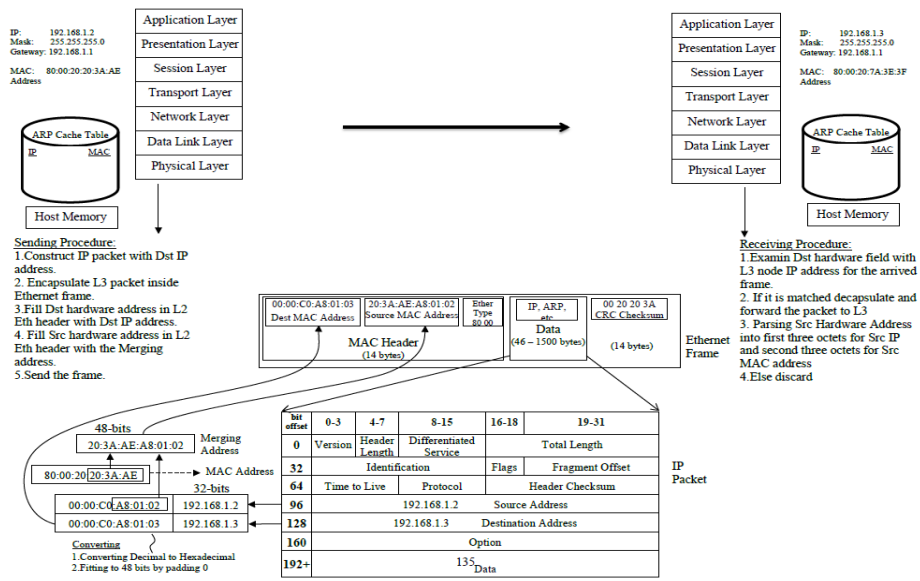 IP: 192.168.1.2
Mask: 255.255.255.0
Gateway: 192.168.1.1
MAC: 80:00:20:20:3A:AE
Address
ARP Cache Table
IP MAC
Host Memory
Application Layer
Presentation Layer
Session Layer
Transport Layer
Network Layer
Data Link Layer
Physical Layer
Application Layer
Presentation Layer
Session Layer
Transport Layer
Network Layer
Data Link Layer
Physical Layer
IP: 192.168.1.3
Mask: 255.255.255.0
Gateway: 192.168.1.1
MAC: 80:00:20:7A:3E:3F
Address
ARP Cache Table
IP MAC
Host Memory
Sending Procedure:
1.Construct IP packet with Dst IP
address.
2. Encapsulate L3 packet inside
Ethernet frame.
3.Fill Dst hardware address in L2
Eth header with Dst IP address.
4. Fill Src hardware address in L2
Eth header with the Merging
address.
5.Send the frame.
Receiving Procedure:
1.Examin Dst hardware field with
L3 node IP address for the arrived
frame.
2. If it is matched decapsulate and
forward the packet to L3
3. Parsing Src Hardware Address
into first three octets for Src IP
and second three octets for Src
MAC address
4.Else discard
00:00:C0:A8:01:03
Dest MAC Address
20:3A:AE:A8:01:02
Source MAC Address
Ether
Type
80 00
MAC Header
(14 bytes)
IP, ARP,
etc
Data
(46 – 1500 bytes)
00 20 20 3A
CRC Checksum
(14 bytes)
Ethernet
Frame
48-bits
20:3A:AE:A8:01:02
Merging
Address
80:00:20:20:3A:AE
MAC Address
32-bits
00:00:C0:A8:01:02 192.168.1.2
00:00:C0:A8:01:03 192.168.1.3
Converting
1.Converting Decimal to Hexadecimal
2.Fitting to 48 bits by padding 0
bit
offset
0-3 4-7 8-15 16-18 19-31
0 Version Header
Length Differentiated
Service Total Length
32 Identification Flags Fragment Offset
64 Time to Live Protocol Header Checksum
96 192.168.1.2 Source Address
128 192.168.1.3 Destination Address
160 Option
192+ 135 Data
IP
Packet